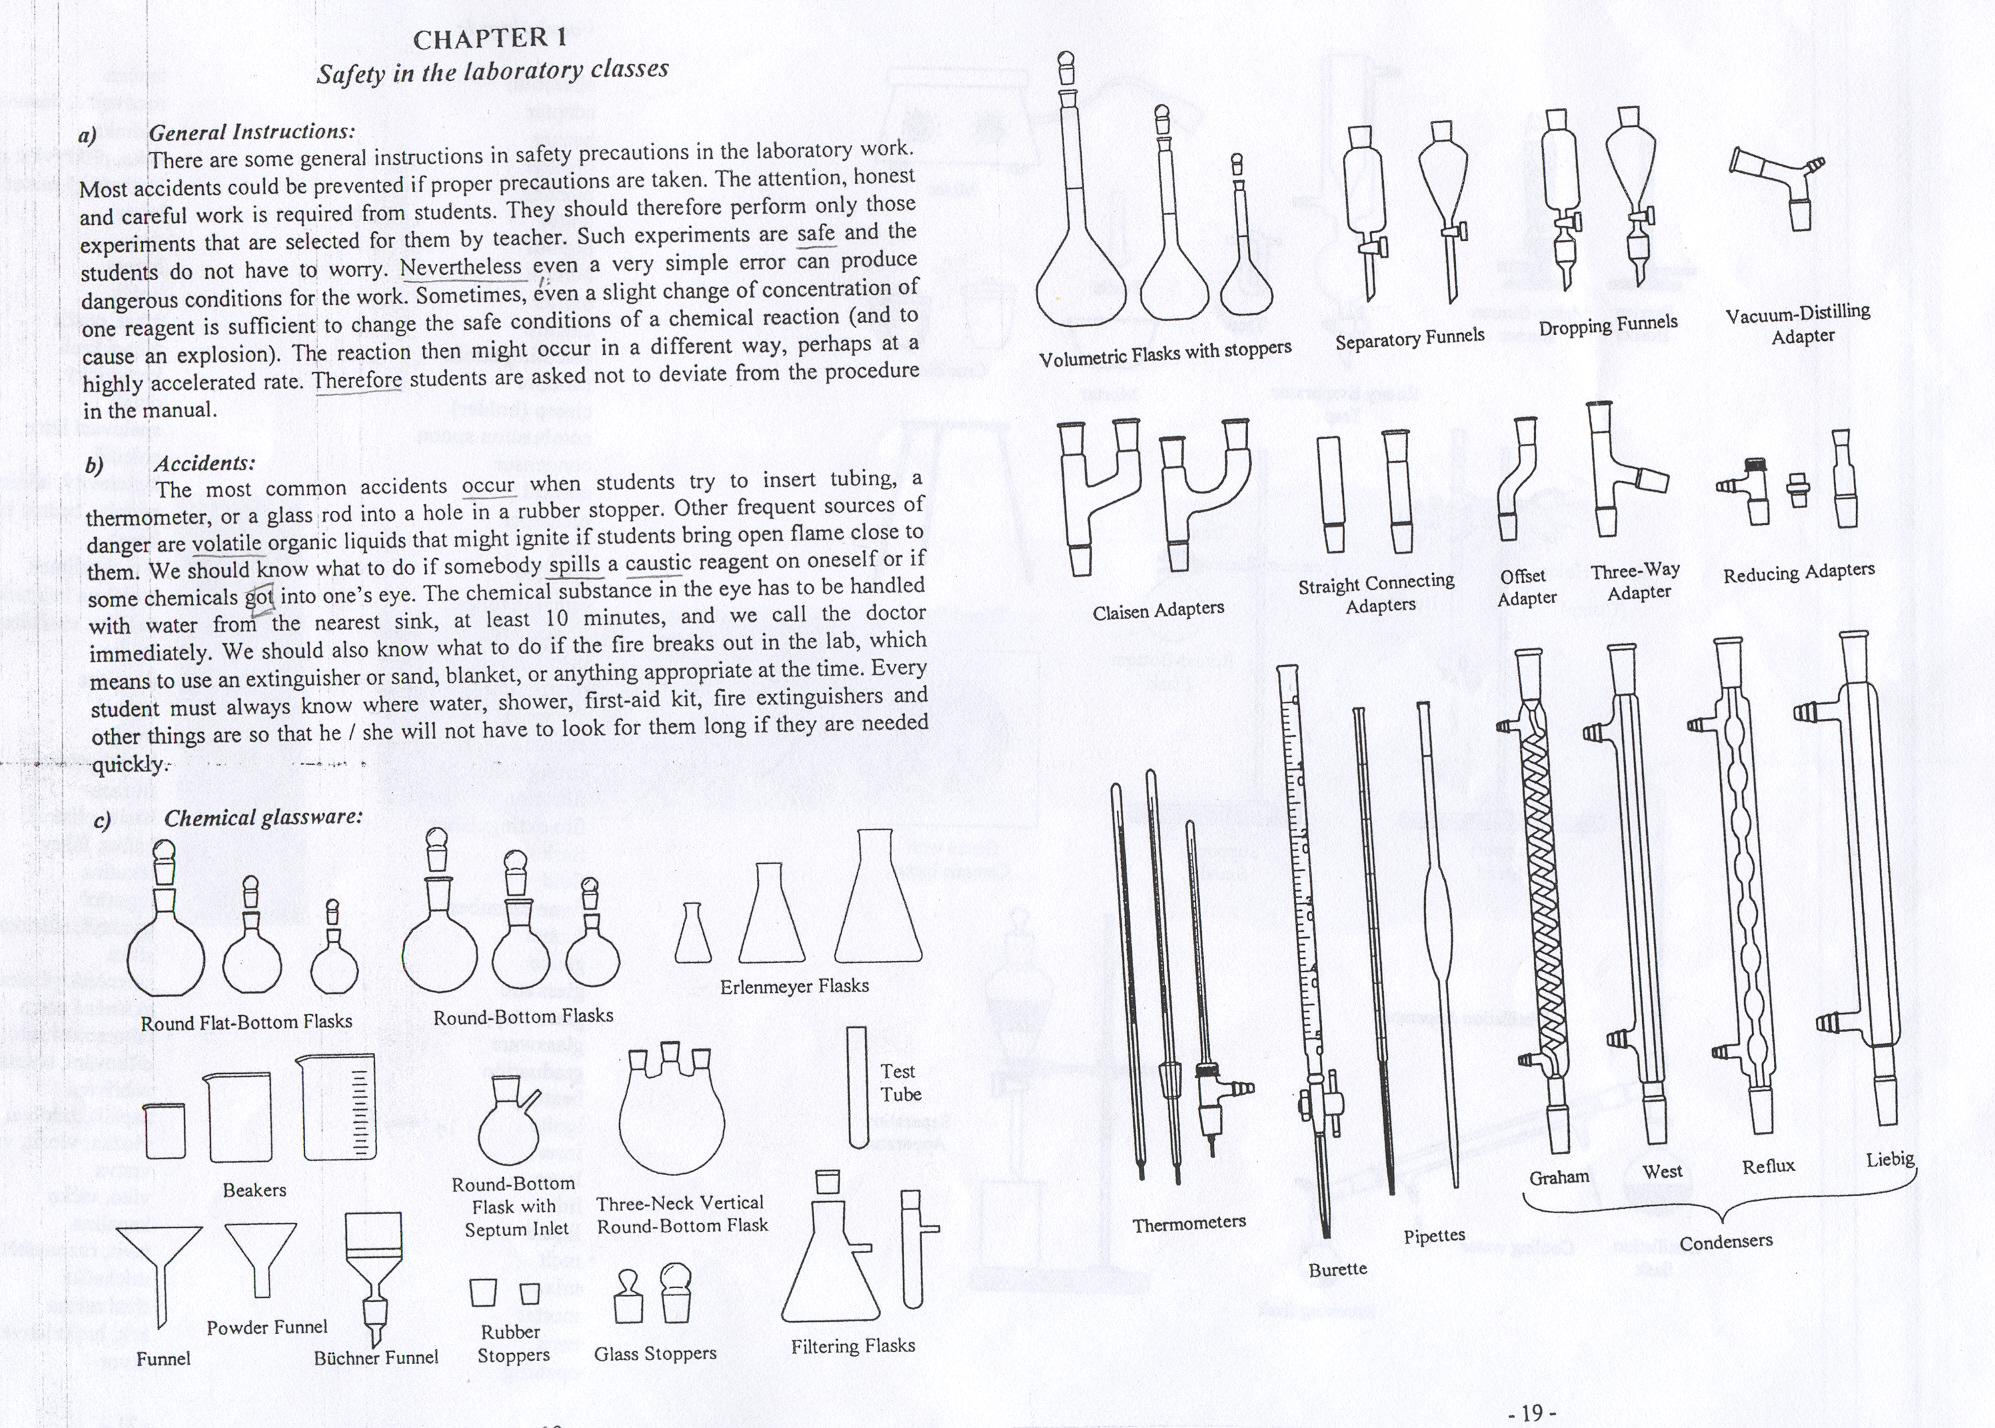 CHAPTER 1
Safety in the laboratory classes
a) General Instructions:
There are some general instructions in safety precautions in the laboratory work.
Most accidents could be prevented if proper precautions are taken. The attention, honest
and careful work is required from students. They should therefore perform only those
experiments that are selected for them by teacher. Such experiments are safe and the
students do not have to worry. Nevertheless even a very simple error can produce
dangerous conditions for the work. Sometimes, even a slight change of concentration of
one reagent is sufficient to change the safe conditions of a chemical reaction (and to
cause an explosion). The reaction then might occur in a different way, perhaps at a
highly accelerated rate. Therefore students are asked not to deviate from the procedure
in the manual.
b) Accidents:
The most common accidents occur when students try to insert tubing, a
thermometer, or a glass rod into a hole in a rubber stopper. Other frequent sources of
danger are volatile organic liquids that might ignite if students bring open flame close to
them. We should know what to do if somebody spills a caustic reagent on oneself or if
some chemicals got into one's eye. The chemical substance in the eye has to be handled
with water from the nearest sink, at least 10 minutes, and we call the doctor
immediately. We should also know what to do if the fire breaks out in the lab, which
means to use an extinguisher or sand, blanket, or anything appropriate at the time. Every
student must always know where water, shower, first-aid kit, fire extinguishers and
other things are so that he / she will not have to look for them long if they are needed
quickly.
c) Chemical glassware:
Round Flat-Bottom Flasks
Round-Bottom Flasks
Erlenmeyer Flasks
Beakers
Round-Bottom
Flask with
Septum Inlet
Three-Neck Vertical
Round-Bottom Flask
Test
Tube
Funnel
Powder Funnel
Büchner Funnel
Rubber
Stoppers
Glass Stoppers
Filtering Flasks
Volumetric Flasks with stoppers
Separatory Funnels
Dropping Funnels
Vacuum-Distilling
Adapter
Claisen Adapters
Straight Connecting
Adapters
Offset
Adapter
Three-Way
Adapter
Reducing Adapters
Thermometers
Burette
Pipettes
Graham
West
Reflux
Liebig
Condensers
- 19 -